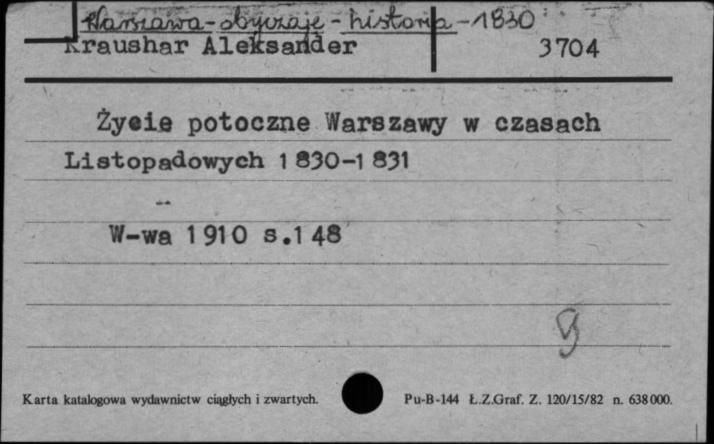 Warszawa - obyczaje - historia - 1830
Kraushar Aleksander 3704
Życie potoczne Warszawy w czasach
Listopadowych 1830-1831
W-wa 1910 s.148
Karta katalogowa wydawnictw ciągłych i zwartych. Pu-B-144 Ł.Z.Graf. Z. 120/15/82 n. 638000.